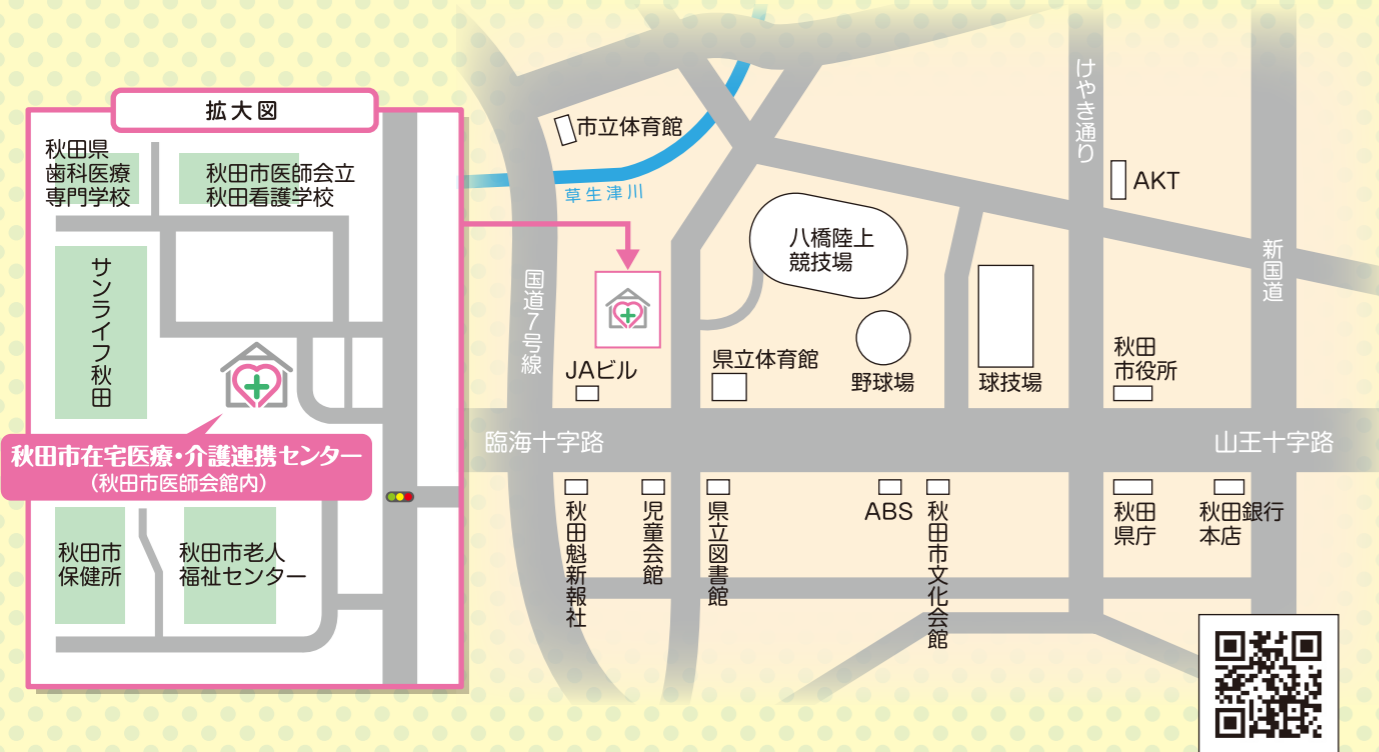 拡大図
秋田県
歯科医療
専門学校
秋田市医師会立
秋田看護学校
サンライフ秋田
秋田市在宅医療・介護連携センター
(秋田市医師会館内)
秋田市
保健所
秋田市老人
福祉センター
市立体育館
草生津川
国道7号線
JAビル
県立体育館
八橋陸上
競技場
野球場
球技場
けやき通り
AKT
新国道
秋田
市役所
臨海十字路
山王十字路
秋田魁新報社
児童会館
県立図書館
ABS
秋田市文化会館
秋田
県庁
秋田銀行
本店